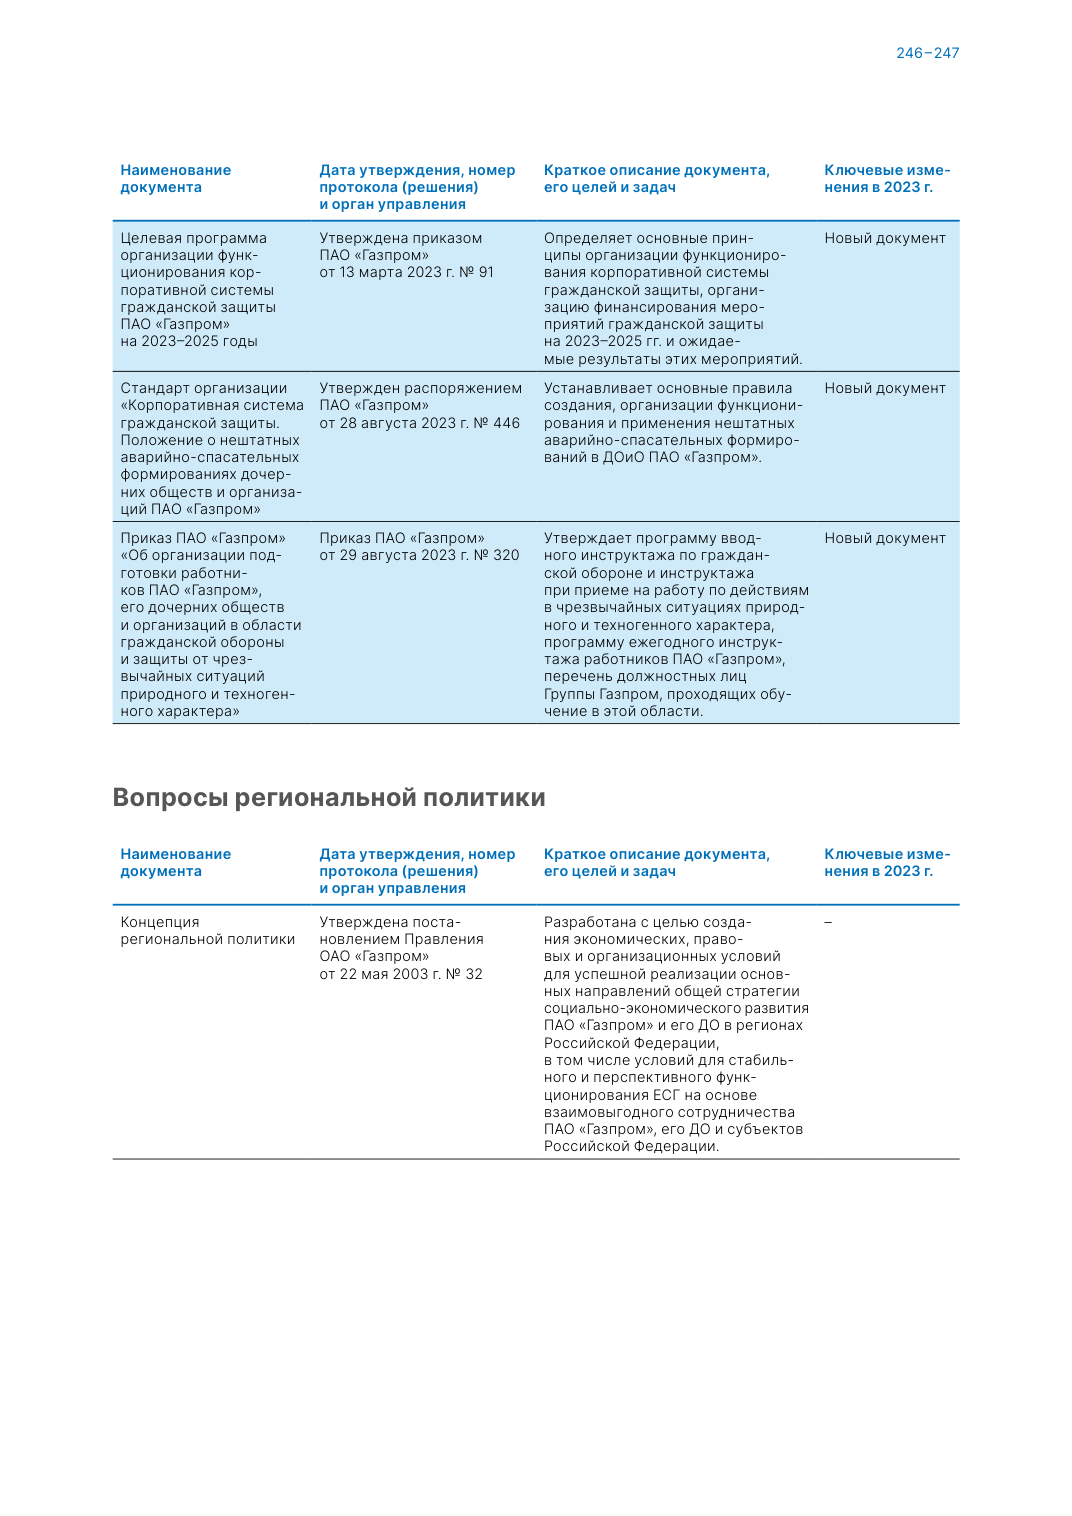 246–247
Наименование
документа
Дата утверждения, номер
протокола (решения)
и орган управления
Краткое описание документа,
его целей и задач
Ключевые изме-
нения в 2023 г.
Целевая программа
организации функ-
ционирования кор-
поративной системы
гражданской защиты
ПАО «Газпром»
на 2023–2025 годы
Утверждена приказом
ПАО «Газпром»
от 13 марта 2023 г. № 91
Определяет основные прин-
ципы организации функциониро-
вания корпоративной системы
гражданской защиты, органи-
зацию финансирования меро-
приятий гражданской защиты
на 2023–2025 гг. и ожидае-
мые результаты этих мероприятий.
Новый документ
Стандарт организации
«Корпоративная система
гражданской защиты.
Положение о нештатных
аварийно-спасательных
формированиях дочер-
них обществ и организа-
ций ПАО «Газпром»
Утвержден распоряжением
ПАО «Газпром»
от 28 августа 2023 г. № 446
Устанавливает основные правила
создания, организации функциони-
рования и применения нештатных
аварийно-спасательных формиро-
ваний в ДОиО ПАО «Газпром».
Новый документ
Приказ ПАО «Газпром»
«Об организации под-
готовки работни-
ков ПАО «Газпром»,
его дочерних обществ
и организаций в области
гражданской обороны
и защиты от чрез-
вычайных ситуаций
природного и техноген-
ного характера»
Приказ ПАО «Газпром»
от 29 августа 2023 г. № 320
Утверждает программу ввод-
ного инструктажа по граждан-
ской обороне и инструктажа
при приеме на работу по действиям
в чрезвычайных ситуациях природ-
ного и техногенного характера,
программу ежегодного инструк-
тажа работников ПАО «Газпром»,
перечень должностных лиц
Группы Газпром, проходящих обу-
чение в этой области.
Новый документ
Вопросы региональной политики
Наименование
документа
Дата утверждения, номер
протокола (решения)
и орган управления
Краткое описание документа,
его целей и задач
Ключевые изме-
нения в 2023 г.
Концепция
региональной политики
Утверждена поста-
новлением Правления
ОАО «Газпром»
от 22 мая 2003 г. № 32
Разработана с целью созда-
ния экономических, право-
вых и организационных условий
для успешной реализации основ-
ных направлений общей стратегии
социально-экономического развития
ПАО «Газпром» и его ДО в регионах
Российской Федерации,
в том числе условий для стабиль-
ного и перспективного функ-
ционирования ЕСГ на основе
взаимовыгодного сотрудничества
ПАО «Газпром», его ДО и субъектов
Российской Федерации.
–